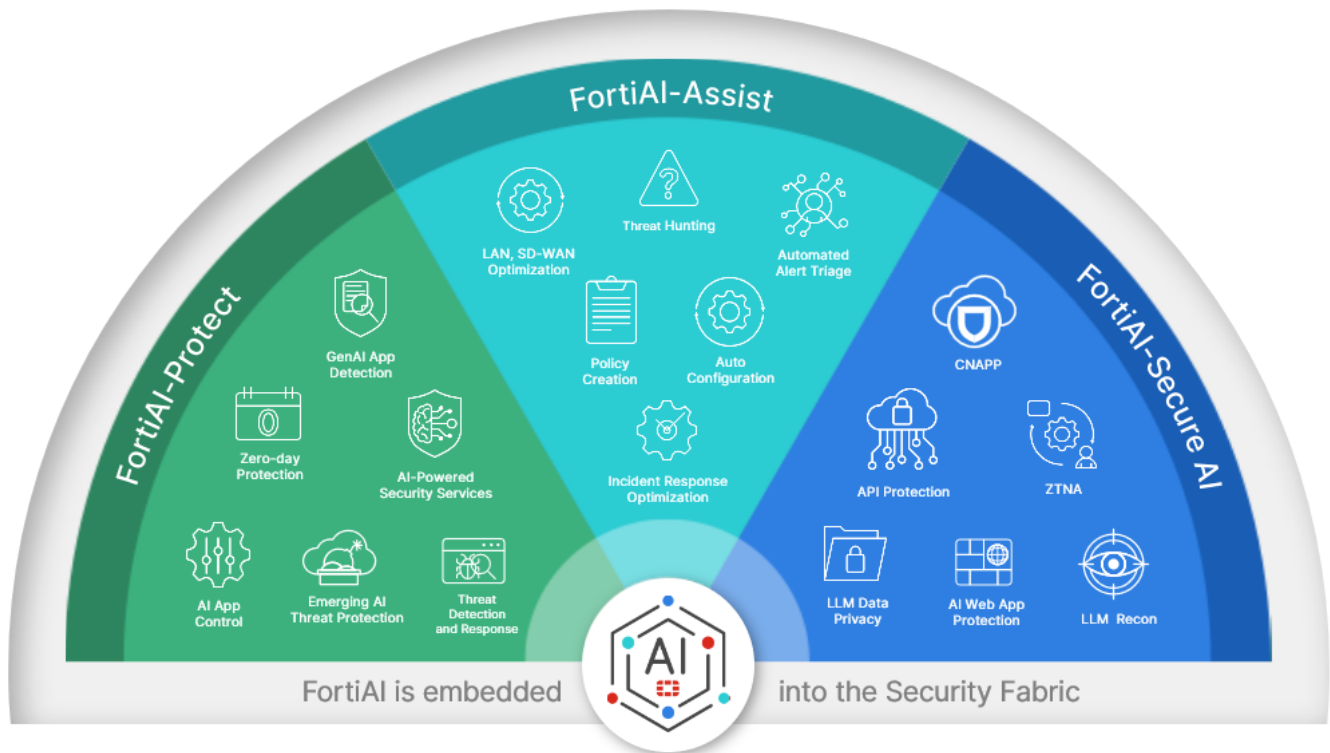 FortiAI-Assist
FortiAI-Protect
FortiAI-Secure AI
LAN, SD-WAN
Optimization
Threat Hunting
Automated
Alert Triage
Policy
Creation
Auto
Configuration
Incident Response
Optimization
GenAI App
Detection
Zero-day
Protection
0
AI-Powered
Security Services
AI App
Control
Emerging AI
Threat Protection
Threat
Detection
and Response
CNAPP
API Protection
ZTNA
LLM Data
Privacy
AI Web App
Protection
LLM Recon
AI
FortiAI is embedded
into the Security Fabric